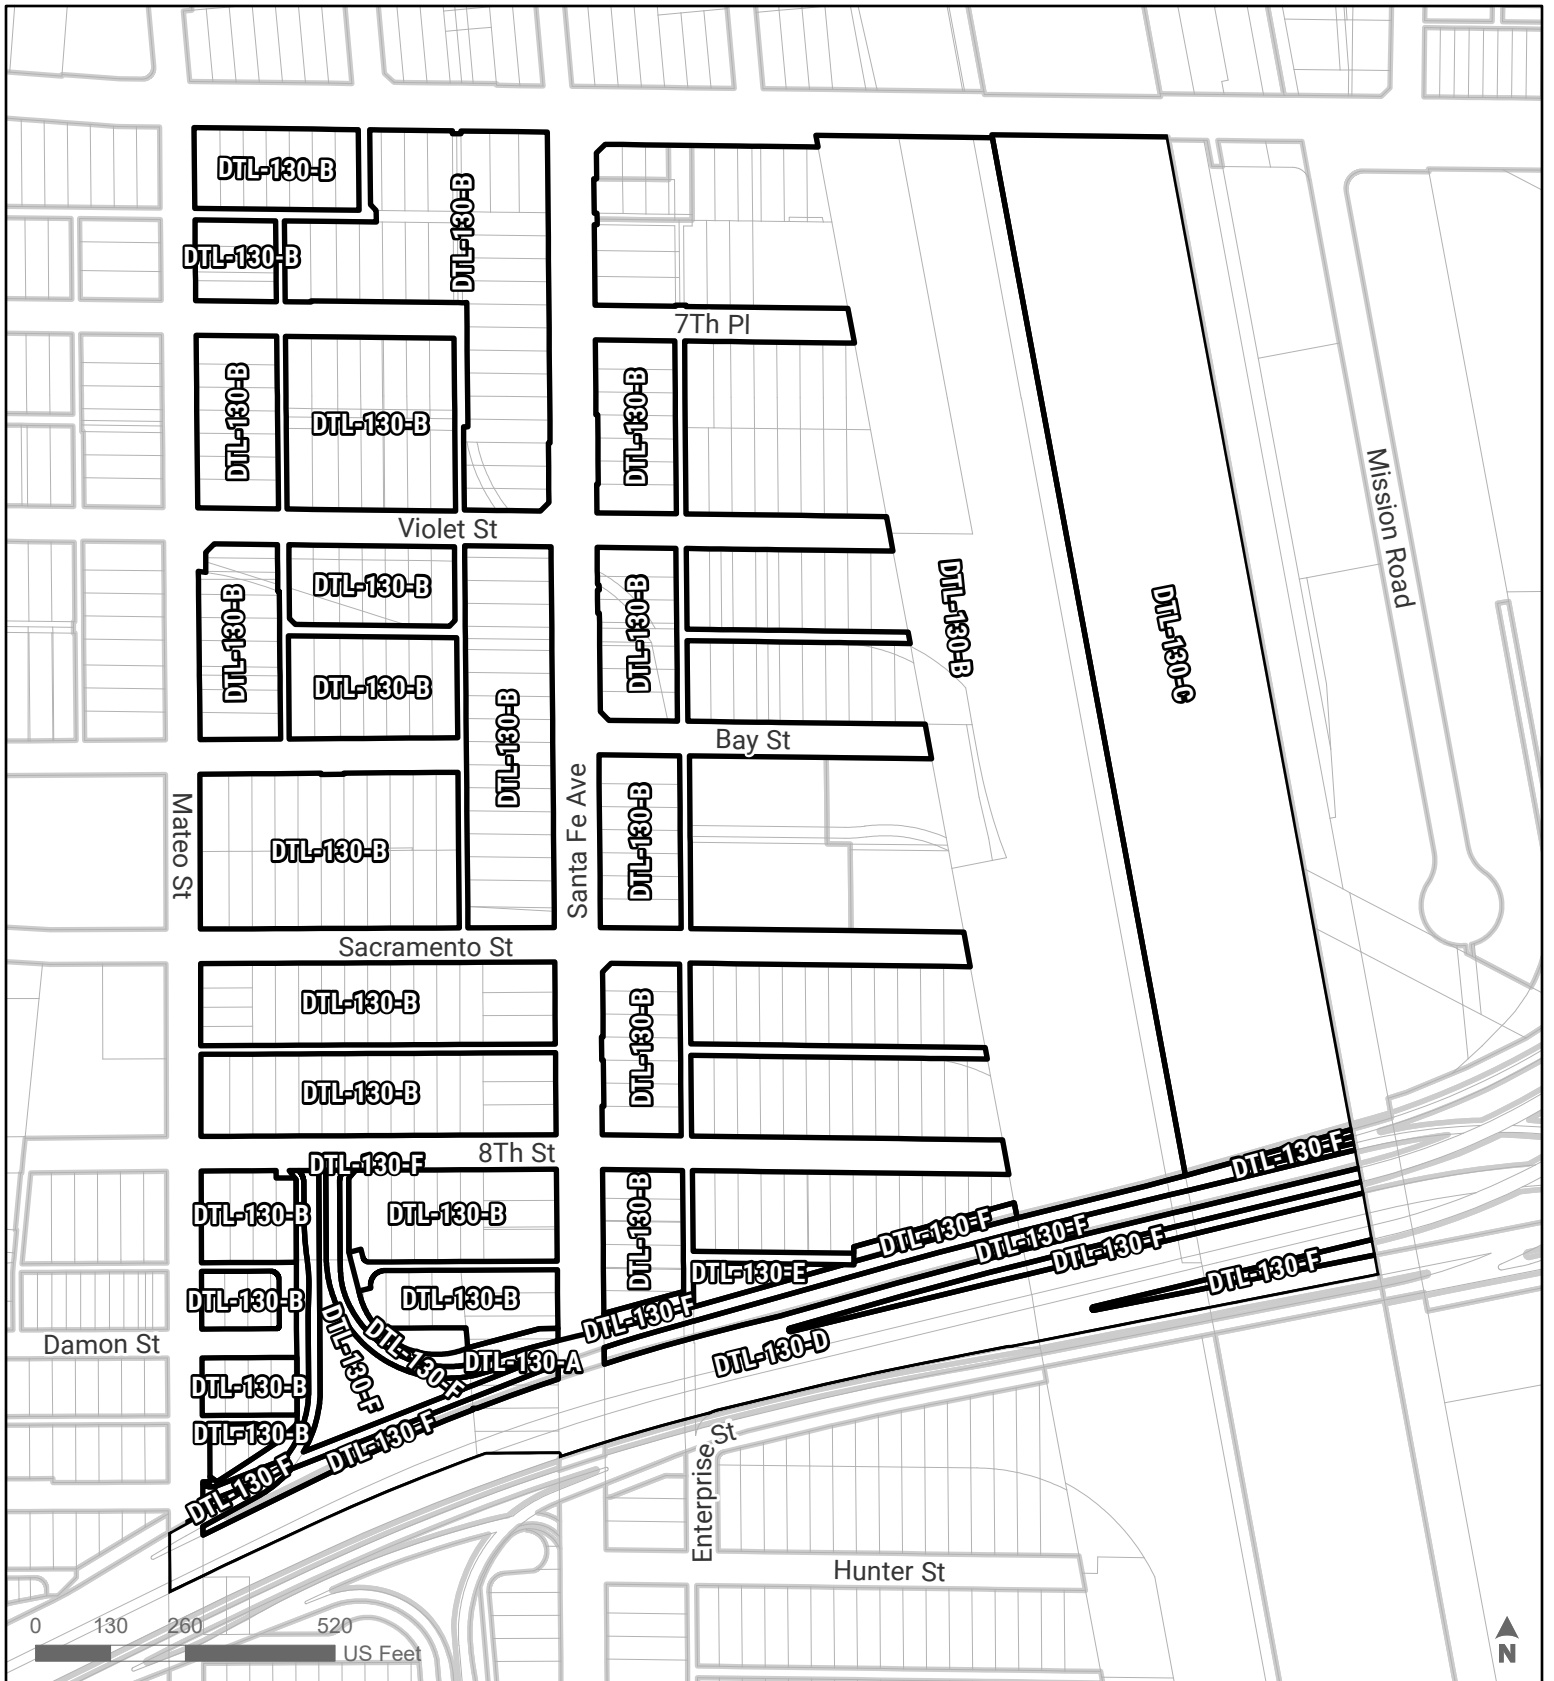 DTL-130-B
DTL-130-B
DTL-130-B
7Th Pl
DTL-130-B
DTL-130-B
DTL-130-B
Mission Road
Violet St
DTL-130-B
DTL-130-B
DTL-130-B
DTL-130-B
DTL-130-C
DTL-130-B
DTL-130-B
DTL-130-B
Bay St
Mateo St
DTL-130-B
Santa Fe Ave
DTL-130-B
Sacramento St
DTL-130-B
DTL-130-B
DTL-130-B
8Th St
DTL-130-F
DTL-130-F
DTL-130-B
DTL-130-B
DTL-130-B
DTL-130-F
DTL-130-F
DTL-130-F
DTL-130-E
DTL-130-F
DTL-130-B
DTL-130-B
DTL-130-F
Damon St
DTL-130-F
DTL-130-F
DTL-130-D
DTL-130-A
DTL-130-B
DTL-130-B
DTL-130-F
DTL-130-F
Enterprise St
Hunter St
0 130 260 520
US Feet
N